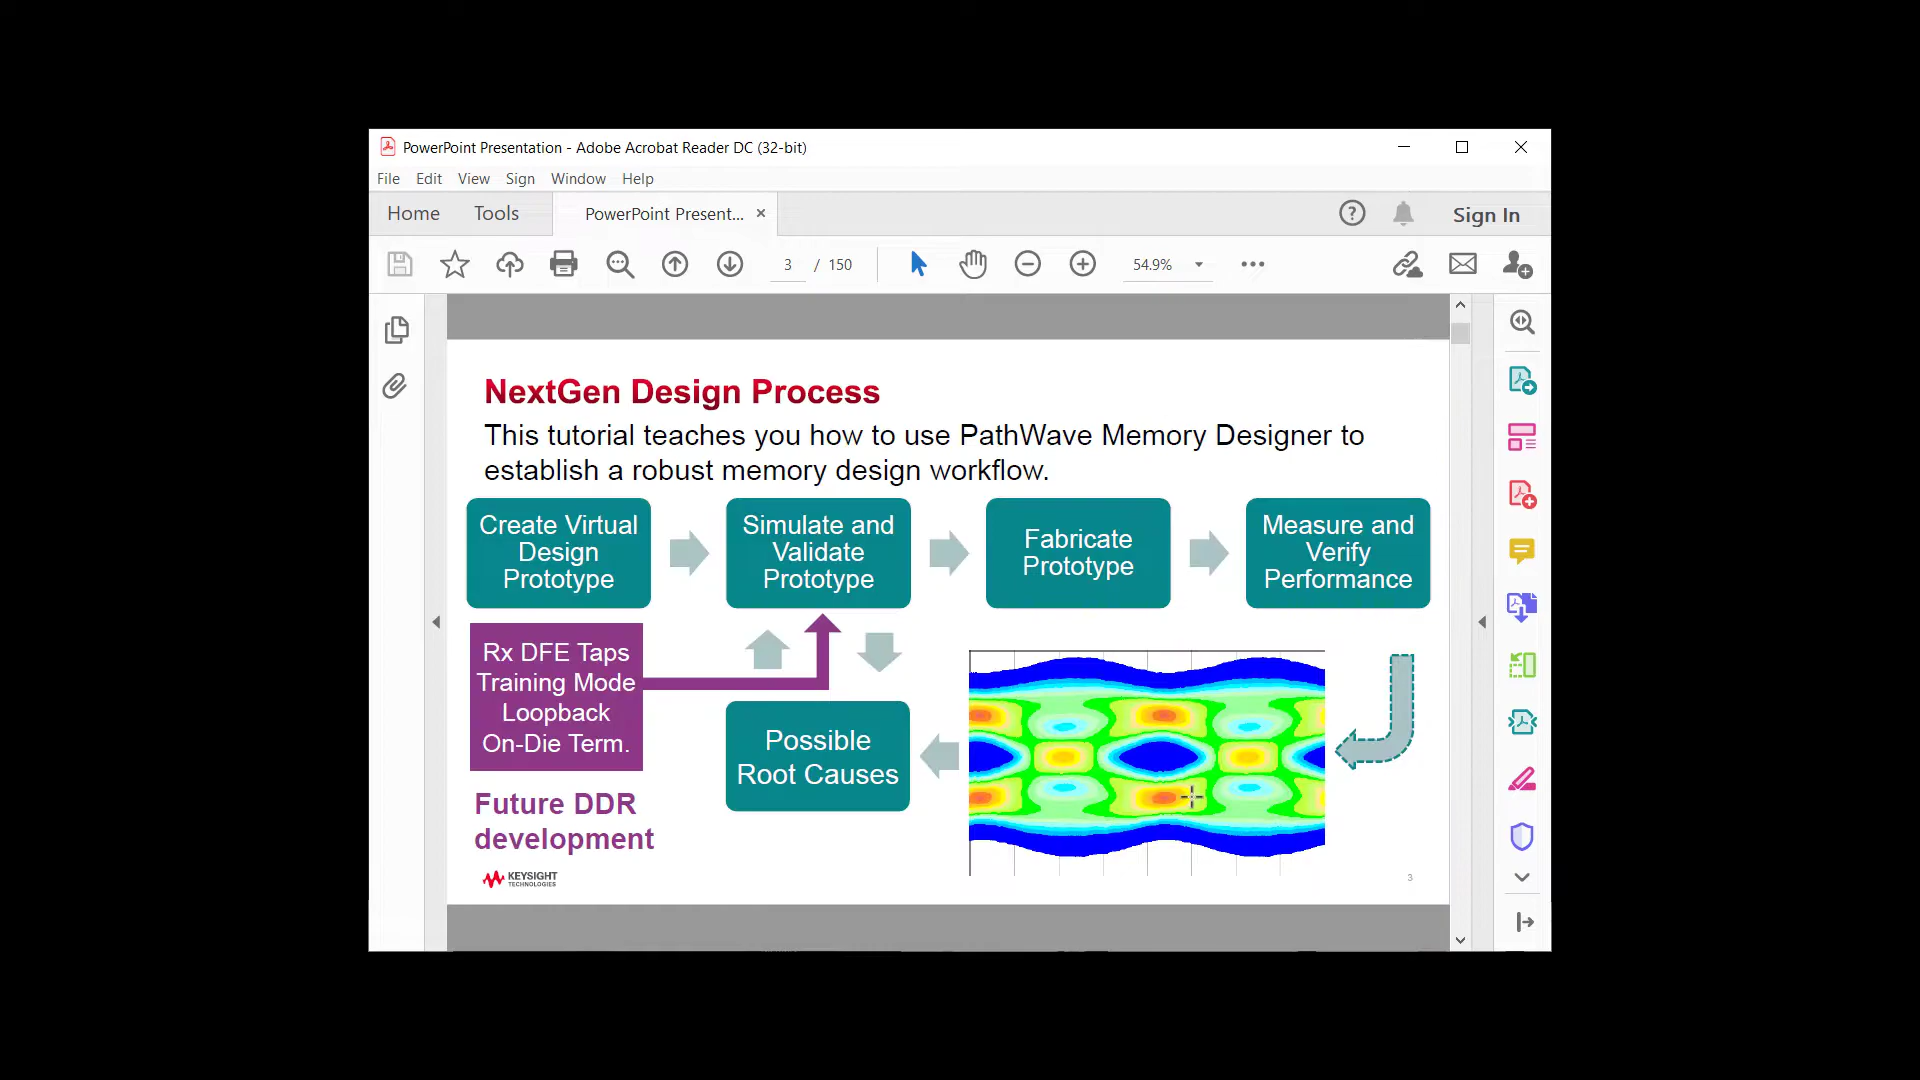 PowerPoint Presentation - Adobe Acrobat Reader DC (32-bit)
File Edit View Sign Window Help
Home Tools PowerPoint Present... × Sign In
3 / 150 54.9%
NextGen Design Process
This tutorial teaches you how to use PathWave Memory Designer to
establish a robust memory design workflow.
Create Virtual
Design
Prototype
Simulate and
Validate
Prototype
Fabricate
Prototype
Measure and
Verify
Performance
Rx DFE Taps
Training Mode
Loopback
On-Die Term.
Possible
Root Causes
Future DDR
development
KEYSIGHT
TECHNOLOGIES
3